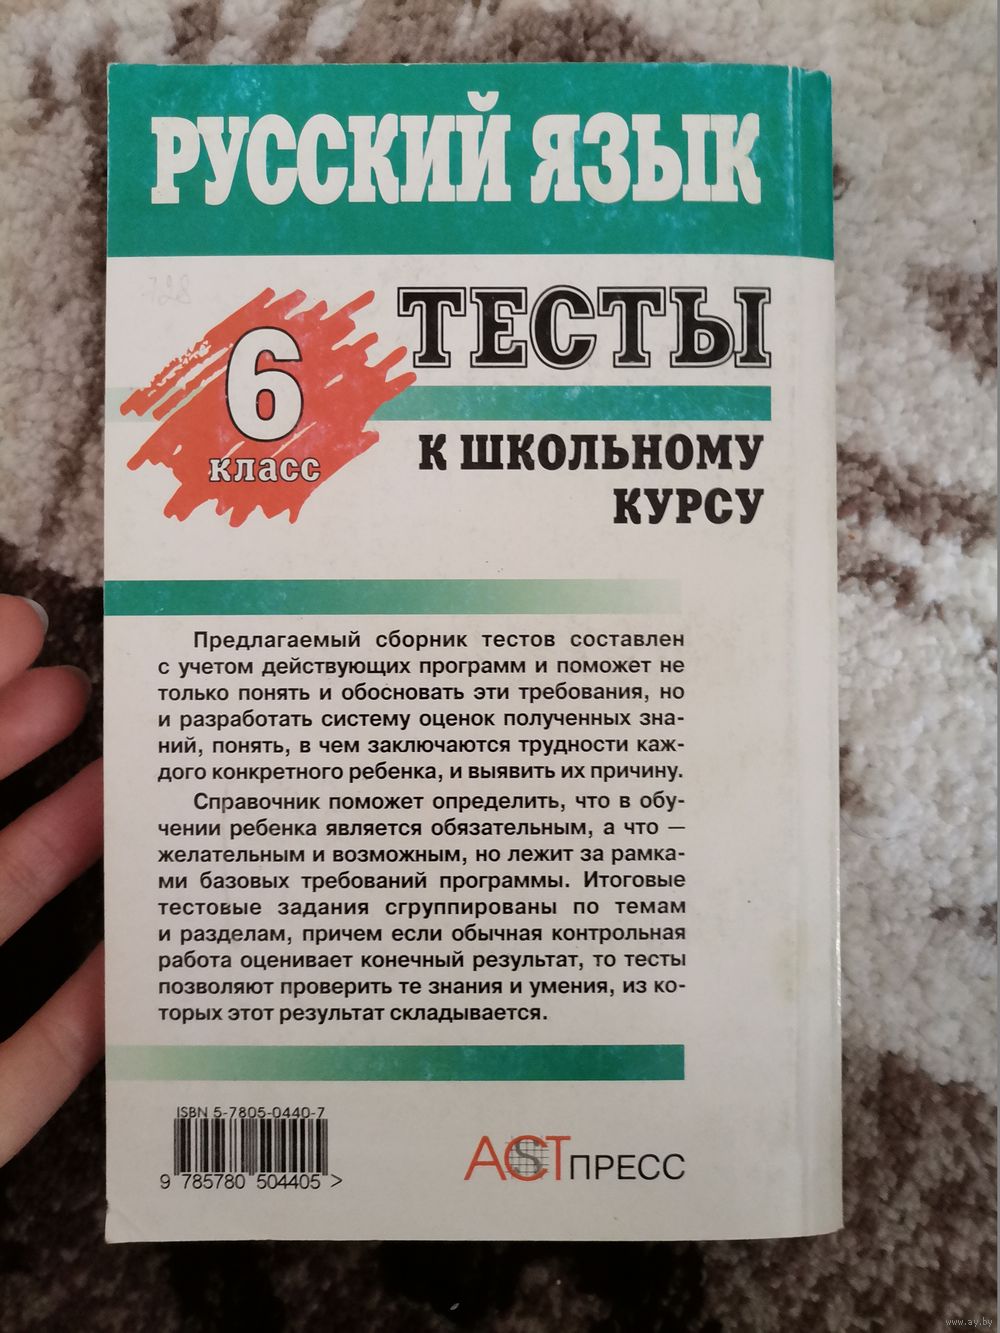 РУССКИЙ ЯЗЫК
ТЕСТЫ
6
класс
К ШКОЛЬНОМУ
КУРСУ
Предлагаемый сборник тестов составлен
с учетом действующих программ и поможет не
только понять и обосновать эти требования, но
и разработать систему оценок полученных зна-
ний, понять, в чем заключаются трудности каж-
дого конкретного ребенка, и выявить их причину.
Справочник поможет определить, что в обу-
чении ребенка является обязательным, а что —
желательным и возможным, но лежит за рамка-
ми базовых требований программы. Итоговые
тестовые задания сгруппированы по темам
и разделам, причем если обычная контрольная
работа оценивает конечный результат, то тесты
позволяют проверить те знания и умения, из ко-
торых этот результат складывается.
ISBN 5-7805-0440-7
9 785780 504405 >
АСТ ПРЕСС
www.ay.by